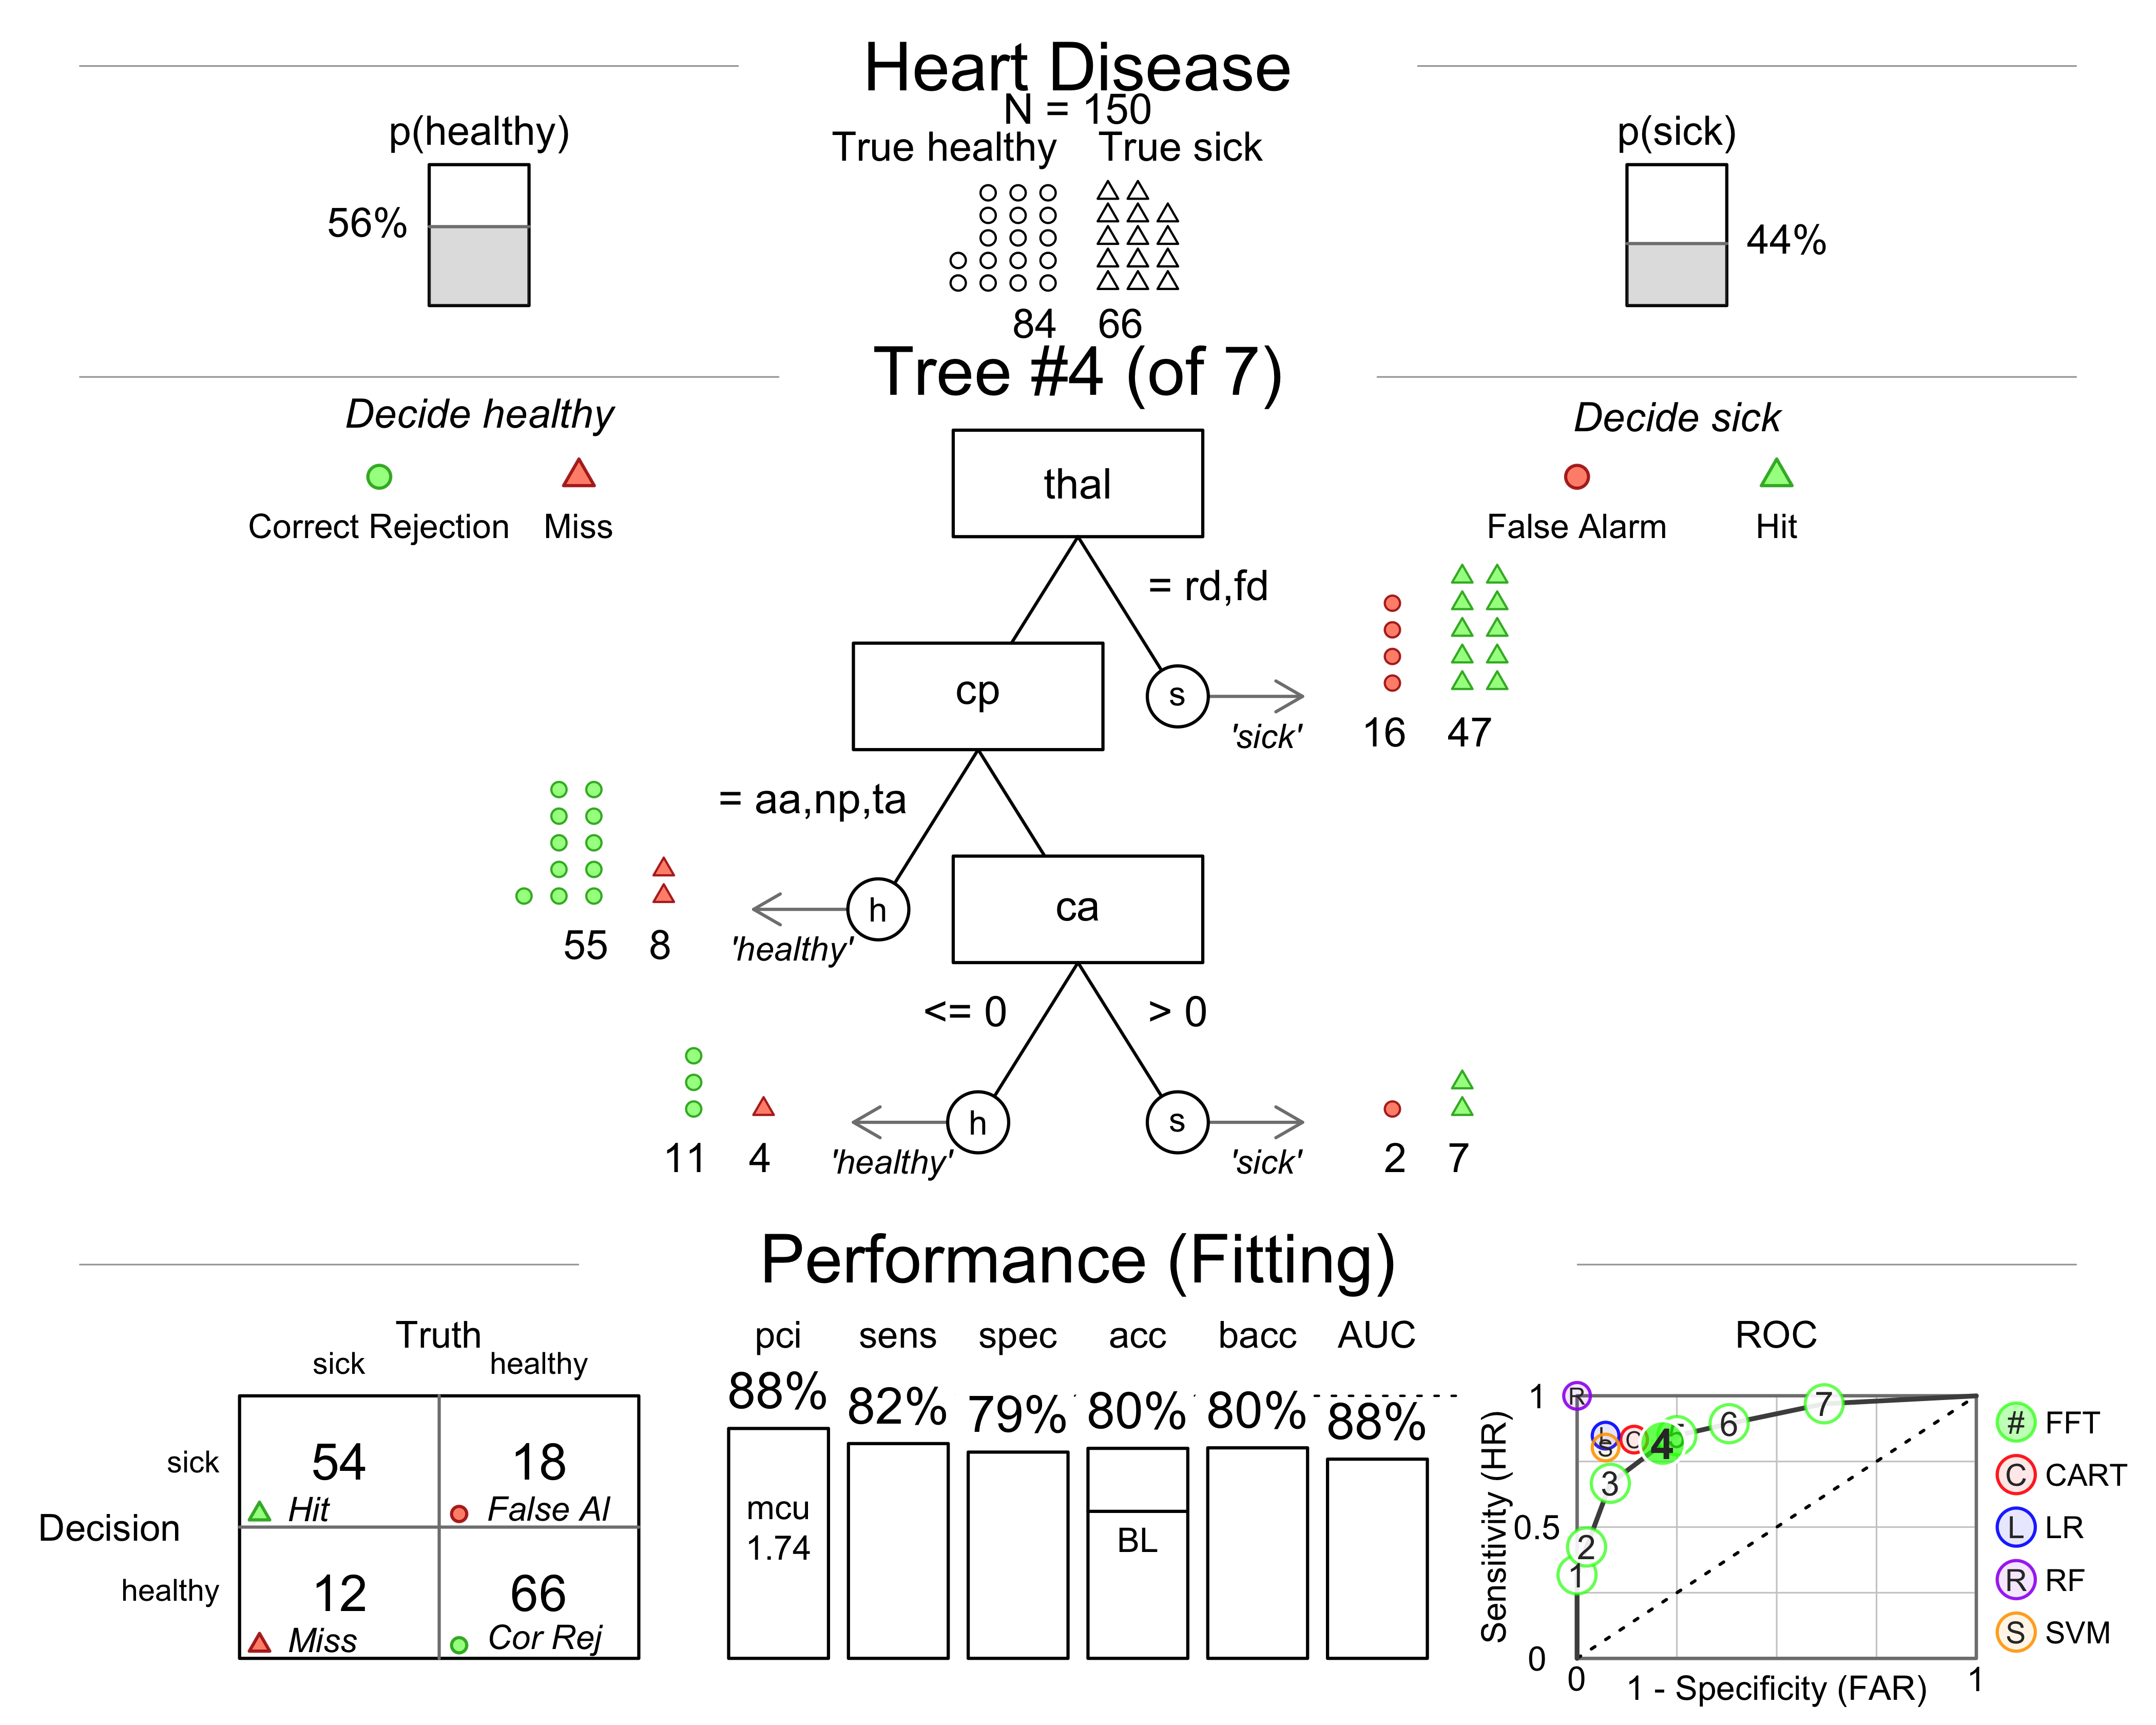 Heart Disease
N = 150
True healthy True sick
p(healthy)
56%
p(sick)
44%
84 66
Tree #4 (of 7)
Decide healthy
Correct Rejection Miss
Decide sick
False Alarm Hit
thal
= rd,fd
cp
s
'sick'
16 47
= aa,np,ta
h
'healthy'
55 8
ca
<= 0
> 0
h
'healthy'
11 4
s
'sick'
2 7
Performance (Fitting)
Truth
sick healthy
Decision
sick
54
Hit
18
False Al
healthy
12
Miss
66
Cor Rej
pci sens spec acc bacc AUC
88% 82% 79% 80% 80% 88%
mcu
1.74
BL
ROC
Sensitivity (HR)
1
0.5
0
0 1
1 - Specificity (FAR)
R
L
S
C
4
6
7
3
2
1
# FFT
C CART
L LR
R RF
S SVM